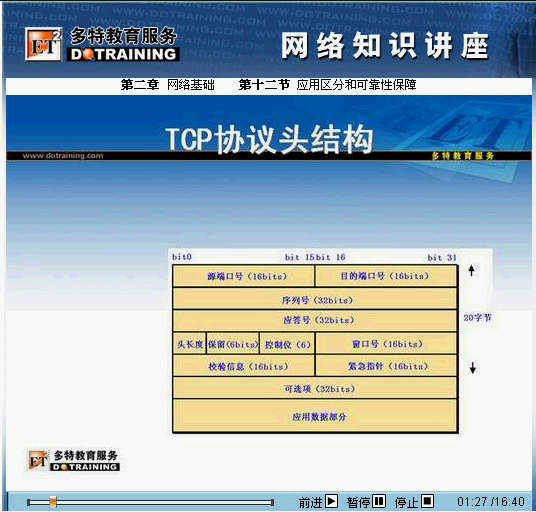 ET2 多特教育服务
DOTRAINING
网络知识讲座
第二章 网络基础 第十二节 应用区分和可靠性保障
TCP协议头结构
www.dotraining.com 多特教育服务
bit0 bit 15 bit 16 bit 31
源端口号（16bits） 目的端口号（16bits）
序列号（32bits）
应答号（32bits） 20字节
头长度 保留(6bits) 控制位（6） 窗口号（16bits）
校验信息（16bits） 紧急指针（16bits）
可选项（32bits）
应用数据部分
ET 多特教育服务
DOTRAINING
前进 暂停 停止 01:27 /16:40